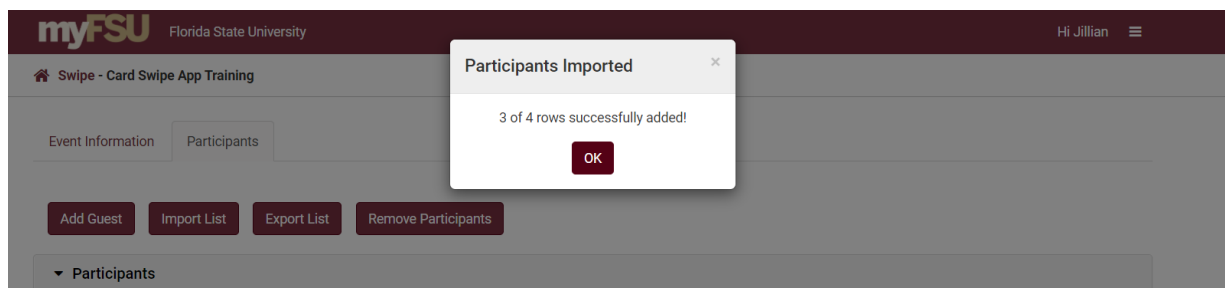 myFSU Florida State University Hi Jillian
Swipe - Card Swipe App Training
Participants Imported ×
3 of 4 rows successfully added!
OK
Event Information Participants
Add Guest Import List Export List Remove Participants
Participants